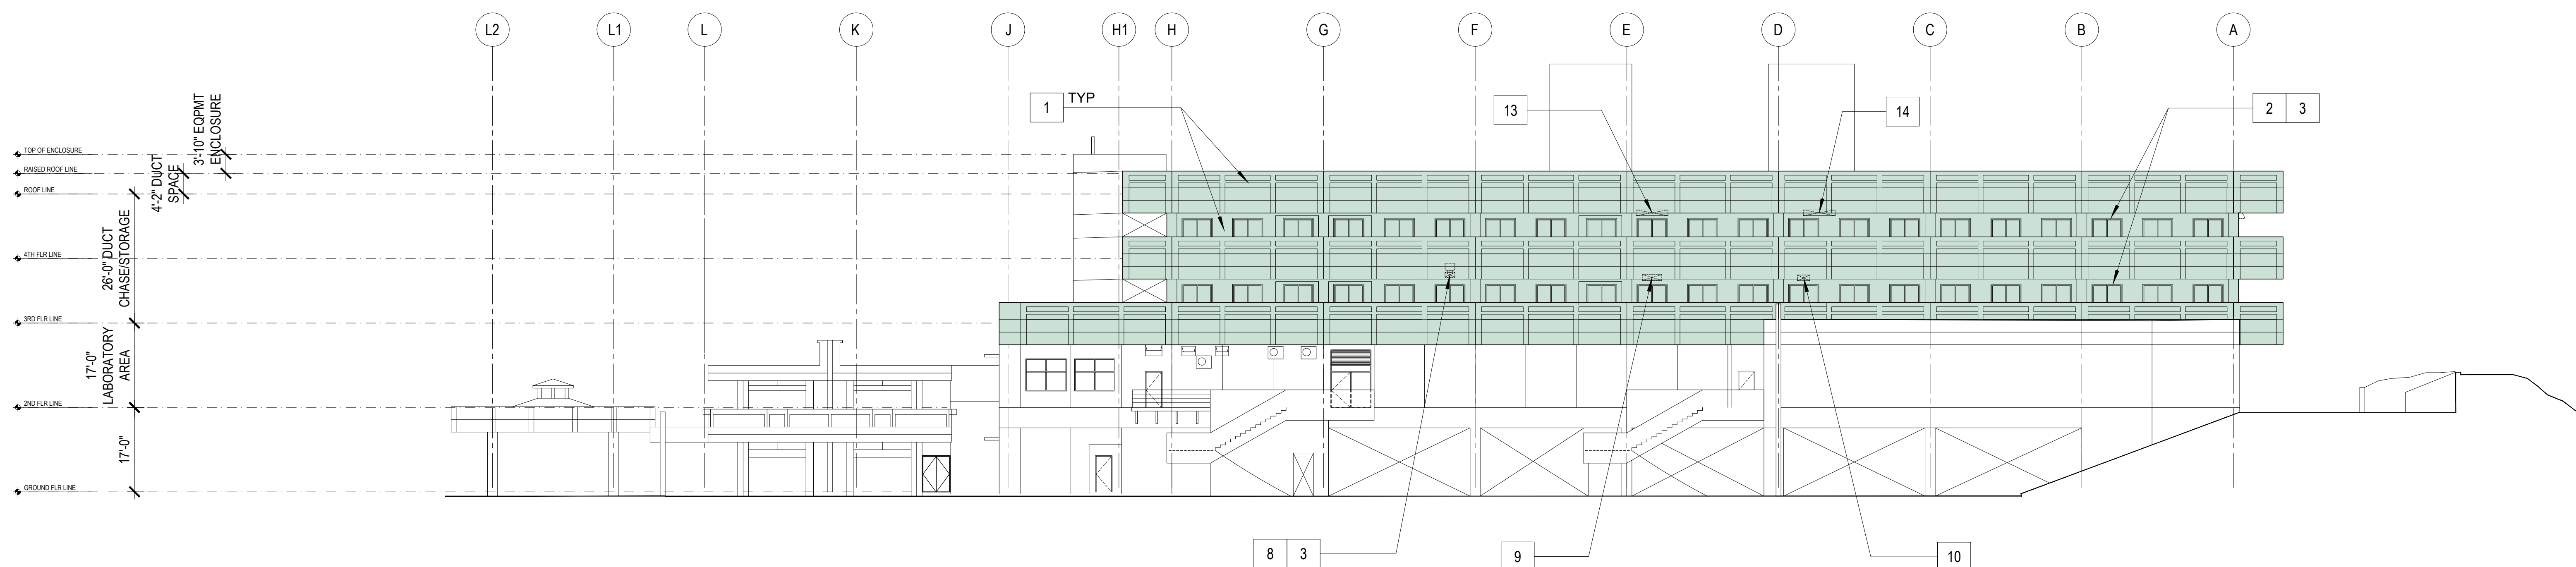 L2 L1 L K J H1 H G F E D C B A
1 TYP
13
14
2 3
3'-10" EQPMT
ENCLOSURE
4'-2" DUCT
SPACE
26'-0" DUCT
CHASE/STORAGE
17'-0"
LABORATORY
AREA
17'-0"
TOP OF ENCLOSURE
RAISED ROOF LINE
ROOF LINE
4TH FLR LINE
3RD FLR LINE
2ND FLR LINE
GROUND FLR LINE
8 3
9
10